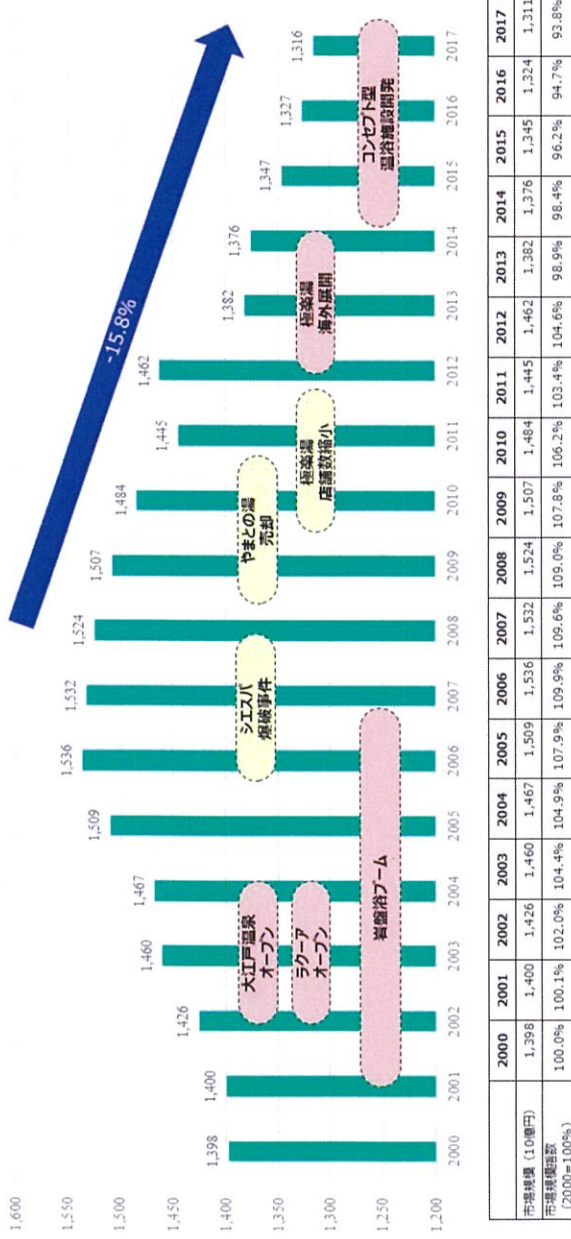 1,600
1,550
1,500
1,450
1,400
1,350
1,300
1,250
1,200
-15.8%
1,398
1,400
1,426
1,460
1,467
1,509
1,536
1,532
1,524
1,507
1,484
1,445
1,462
1,382
1,376
1,347
1,327
1,316
大江戸温泉
オープン
ラクーア
オープン
岩盤浴ブーム
シエスパ
爆破事件
やまとの湯
売却
極楽湯
店舗数縮小
極楽湯
海外展開
コンセプト型
温浴施設開発
2000 2001 2002 2003 2004 2005 2006 2007 2008 2009 2010 2011 2012 2013 2014 2015 2016 2017
2000 2001 2002 2003 2004 2005 2006 2007 2008 2009 2010 2011 2012 2013 2014 2015 2016 2017
市場規模(10億円) 1,398 1,400 1,426 1,460 1,467 1,509 1,536 1,532 1,524 1,507 1,484 1,445 1,462 1,382 1,376 1,345 1,324 1,311
市場規模指数
(2000=100%) 100.0% 100.1% 102.0% 104.4% 104.9% 107.9% 109.9% 109.6% 109.0% 107.8% 106.2% 103.4% 104.6% 98.9% 98.4% 96.2% 94.7% 93.8%